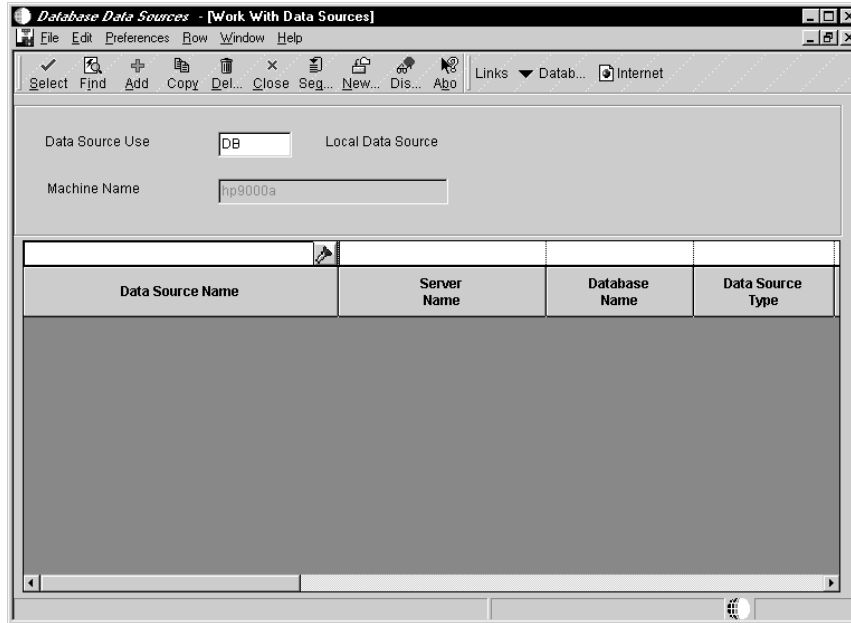 Database Data Sources - [Work With Data Sources]
File Edit Preferences Row Window Help
Select Find Add Copy Del... Close Seq... New... Dis... Abo Links Datab... Internet
Data Source Use DB Local Data Source
Machine Name hp9000a
Data Source Name Server Name Database Name Data Source Type